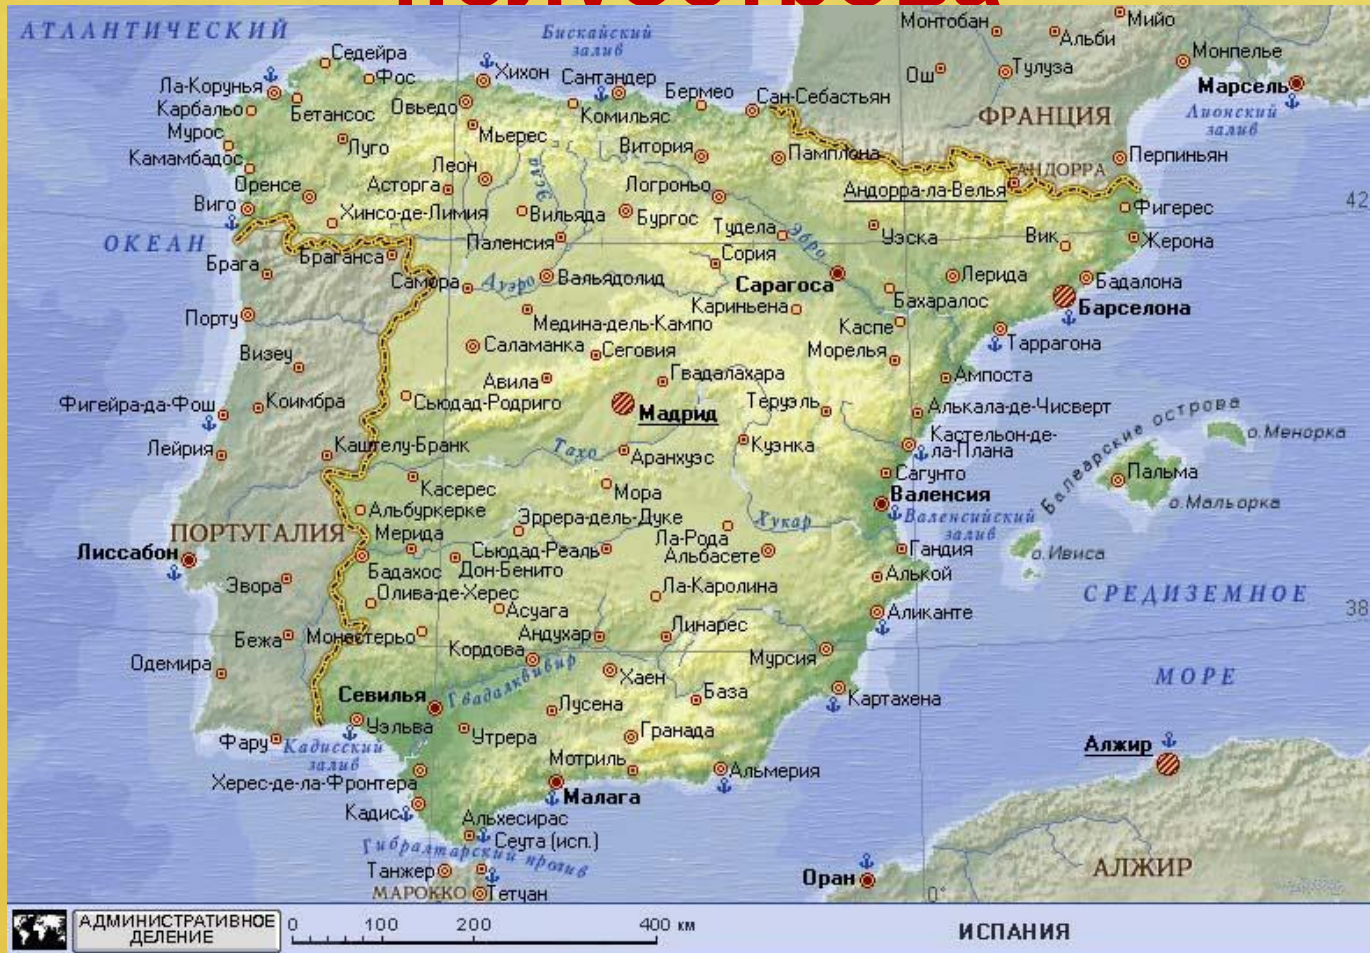 полуострова
АТЛАНТИЧЕСКИЙ
Бискайский
залив
Монтобан
Мийо
Альби
Монпелье
Седейра
Фос
Хихон
Сантандер
Бермео
Сан-Себастьян
Ош
Тулуза
Марсель
Ла-Корунья
Карбальо
Бетансос
Овьедо
Комильяс
ФРАНЦИЯ
Лионский
залив
Мурос
Камамбадос
Луго
Мьерес
Витория
Памплона
Перпиньян
Леон
Эсла
АНДОРРА
Оренсе
Асторга
Логроньо
Андорра-ла-Велья
Виго
Хинсо-де-Лимия
Вильяда
Бургос
Тудела
Эбро
Уэска
Вик
Фигерес
42
ОКЕАН
Паленсия
Жерона
Брага
Браганса
Сория
Самора
Дуэро
Вальядолид
Сарагоса
Лерида
Бадалона
Бахаралос
Барселона
Порту
Медина-дель-Кампо
Кариньена
Каспе
Таррагона
Визеу
Саламанка
Сеговия
Морелья
Авила
Гвадалахара
Ампоста
Фигейра-да-Фош
Коимбра
Сьюдад-Родриго
Мадрид
Теруэль
Алькала-де-Чисверт
Балеарские острова
о.Менорка
Лейрия
Каштелу-Бранк
Тахо
Аранхуэс
Куэнка
Кастельон-де-
ла-Плана
Касерес
Мора
Сагунто
Пальма
о.Мальорка
Альбуркерке
Валенсия
ПОРТУГАЛИЯ
Мерида
Эррера-дель-Дуке
Хукар
Валенсийский
залив
Лиссабон
Ла-Рода
Сьюдад-Реаль
Альбасете
Гандия
о.Ивиса
Бадахос
Дон-Бенито
Эвора
Олива-де-Херес
Ла-Каролина
Алькой
СРЕДИЗЕМНОЕ
38
Асуага
Аликанте
Бежа
Монестерьо
Андухар
Линарес
Кордова
Мурсия
Одемира
Хаен
МОРЕ
Севилья
Гвадалквивир
База
Картахена
Лусена
Уэльва
Утрера
Гранада
Фару
Кадисский
залив
Алжир
Мотриль
Альмерия
Херес-де-ла-Фронтера
Малага
Кадис
Альхесирас
Сеута (исп.)
Гибралтарский пролив
Танжер
Оран
АЛЖИР
МАРОККО
Тетуан
0°
АДМИНИСТРАТИВНОЕ
ДЕЛЕНИЕ
0 100 200 400 км
ИСПАНИЯ